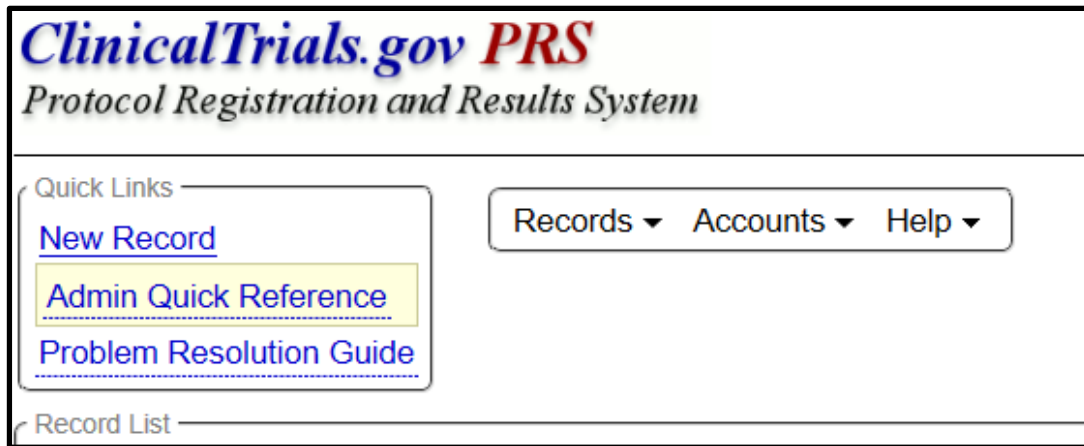 ClinicalTrials.gov PRS
Protocol Registration and Results System
Quick Links
New Record
Admin Quick Reference
Problem Resolution Guide
Records Accounts Help
Record List